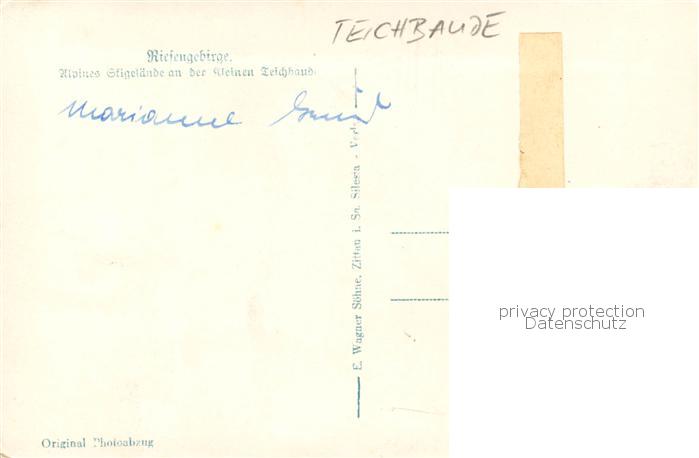 TEICHBAUDE
Riesengebirge.
Alpines Skigelände an der Kleinen Teichbaud
Marianne
E. Wagner Söhne, Zittau i. Sa. Silesia - Verl
privacy protection
Datenschutz
Original Photoabzug